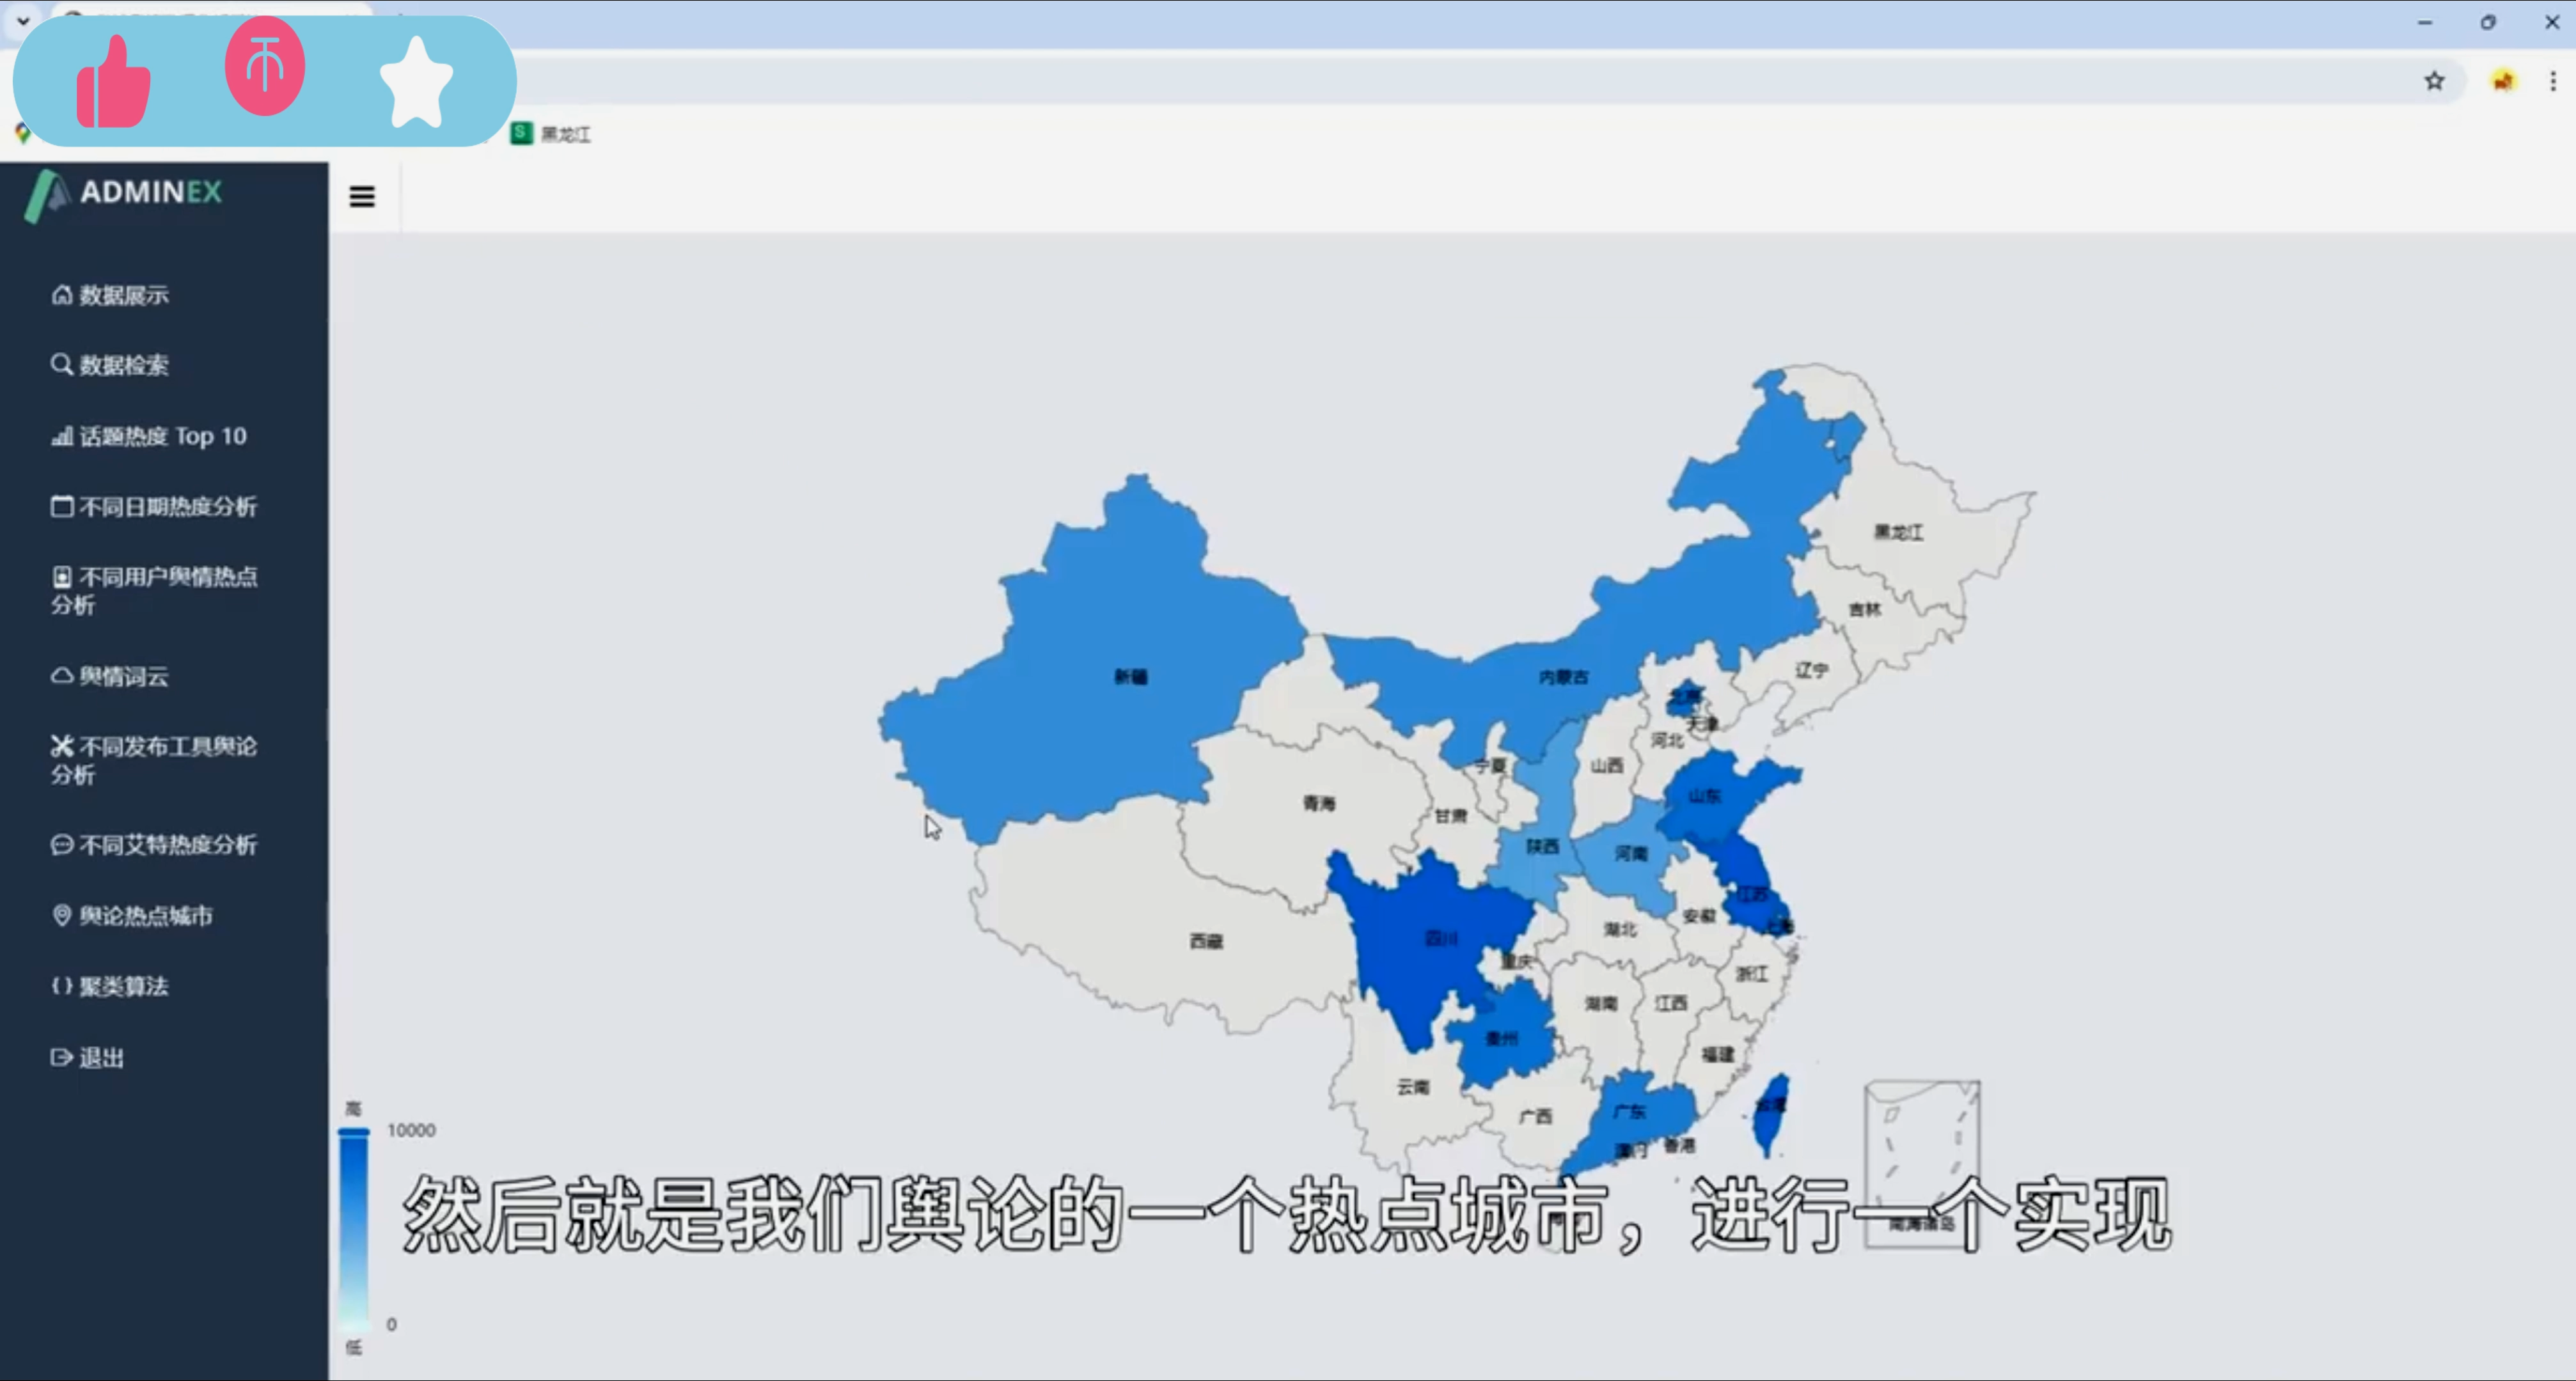 黑龙江
ADMINEX
数据展示
数据检索
话题热度 Top 10
不同日期热度分析
不同用户舆情热点
分析
舆情词云
不同发布工具舆论
分析
不同艾特热度分析
舆论热点城市
聚类算法
退出
黑龙江
吉林
辽宁
新疆
内蒙古
北京
天津
河北
宁夏
山西
山东
青海
甘肃
陕西
河南
江苏
安徽
上海
四川
湖北
西藏
重庆
浙江
湖南
江西
贵州
福建
云南
广西
广东
台湾
澳门
香港
高
10000
然后就是我们舆论的一个热点城市，进行一个实现
南海诸岛
0
低